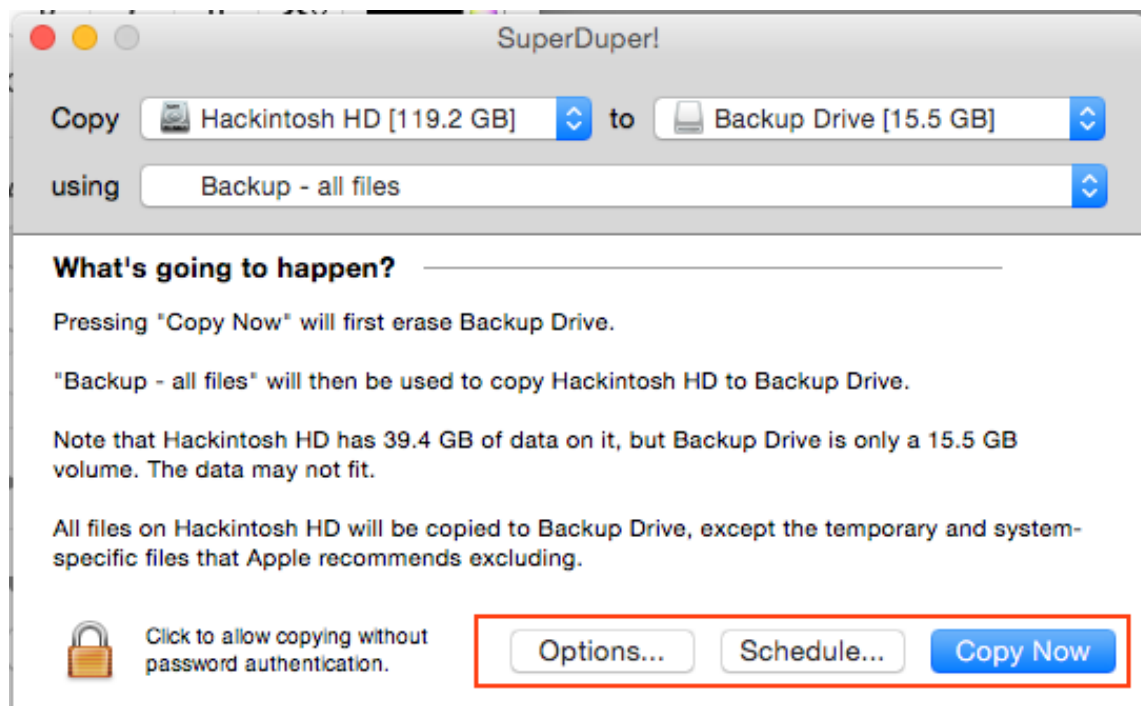 SuperDuper!
Copy Hackintosh HD [119.2 GB] to Backup Drive [15.5 GB]
using Backup - all files
What's going to happen?
Pressing "Copy Now" will first erase Backup Drive.
"Backup - all files" will then be used to copy Hackintosh HD to Backup Drive.
Note that Hackintosh HD has 39.4 GB of data on it, but Backup Drive is only a 15.5 GB
volume. The data may not fit.
All files on Hackintosh HD will be copied to Backup Drive, except the temporary and system-
specific files that Apple recommends excluding.
Click to allow copying without
password authentication.
Options... Schedule... Copy Now